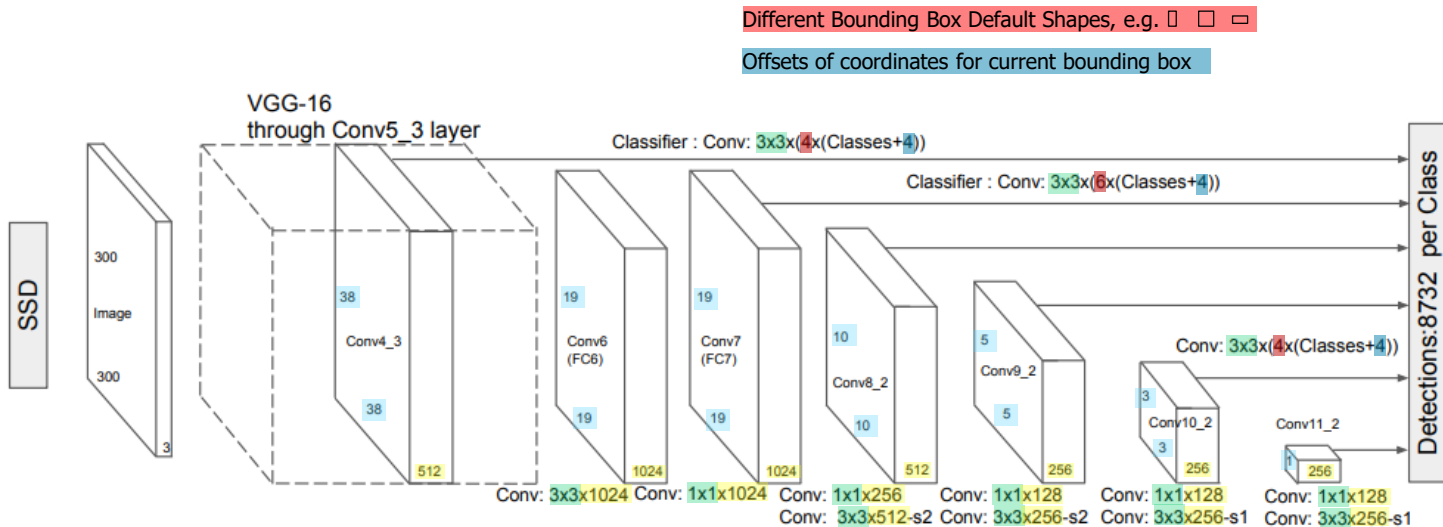 Different Bounding Box Default Shapes, e.g. ▯ □ ▭
Offsets of coordinates for current bounding box
VGG-16
through Conv5_3 layer
Classifier : Conv: 3x3x(4x(Classes+4))
Classifier : Conv: 3x3x(6x(Classes+4))
Conv: 3x3x(4x(Classes+4))
SSD
300
Image
300
3
38
Conv4_3
38
512
19
Conv6
(FC6)
19
1024
19
Conv7
(FC7)
19
1024
10
Conv8_2
10
512
5
Conv9_2
5
256
3
Conv10_2
3
256
Conv11_2
1
256
Detections:8732 per Class
Conv: 3x3x1024
Conv: 1x1x1024
Conv: 1x1x256
Conv: 3x3x512-s2
Conv: 1x1x128
Conv: 3x3x256-s2
Conv: 1x1x128
Conv: 3x3x256-s1
Conv: 1x1x128
Conv: 3x3x256-s1